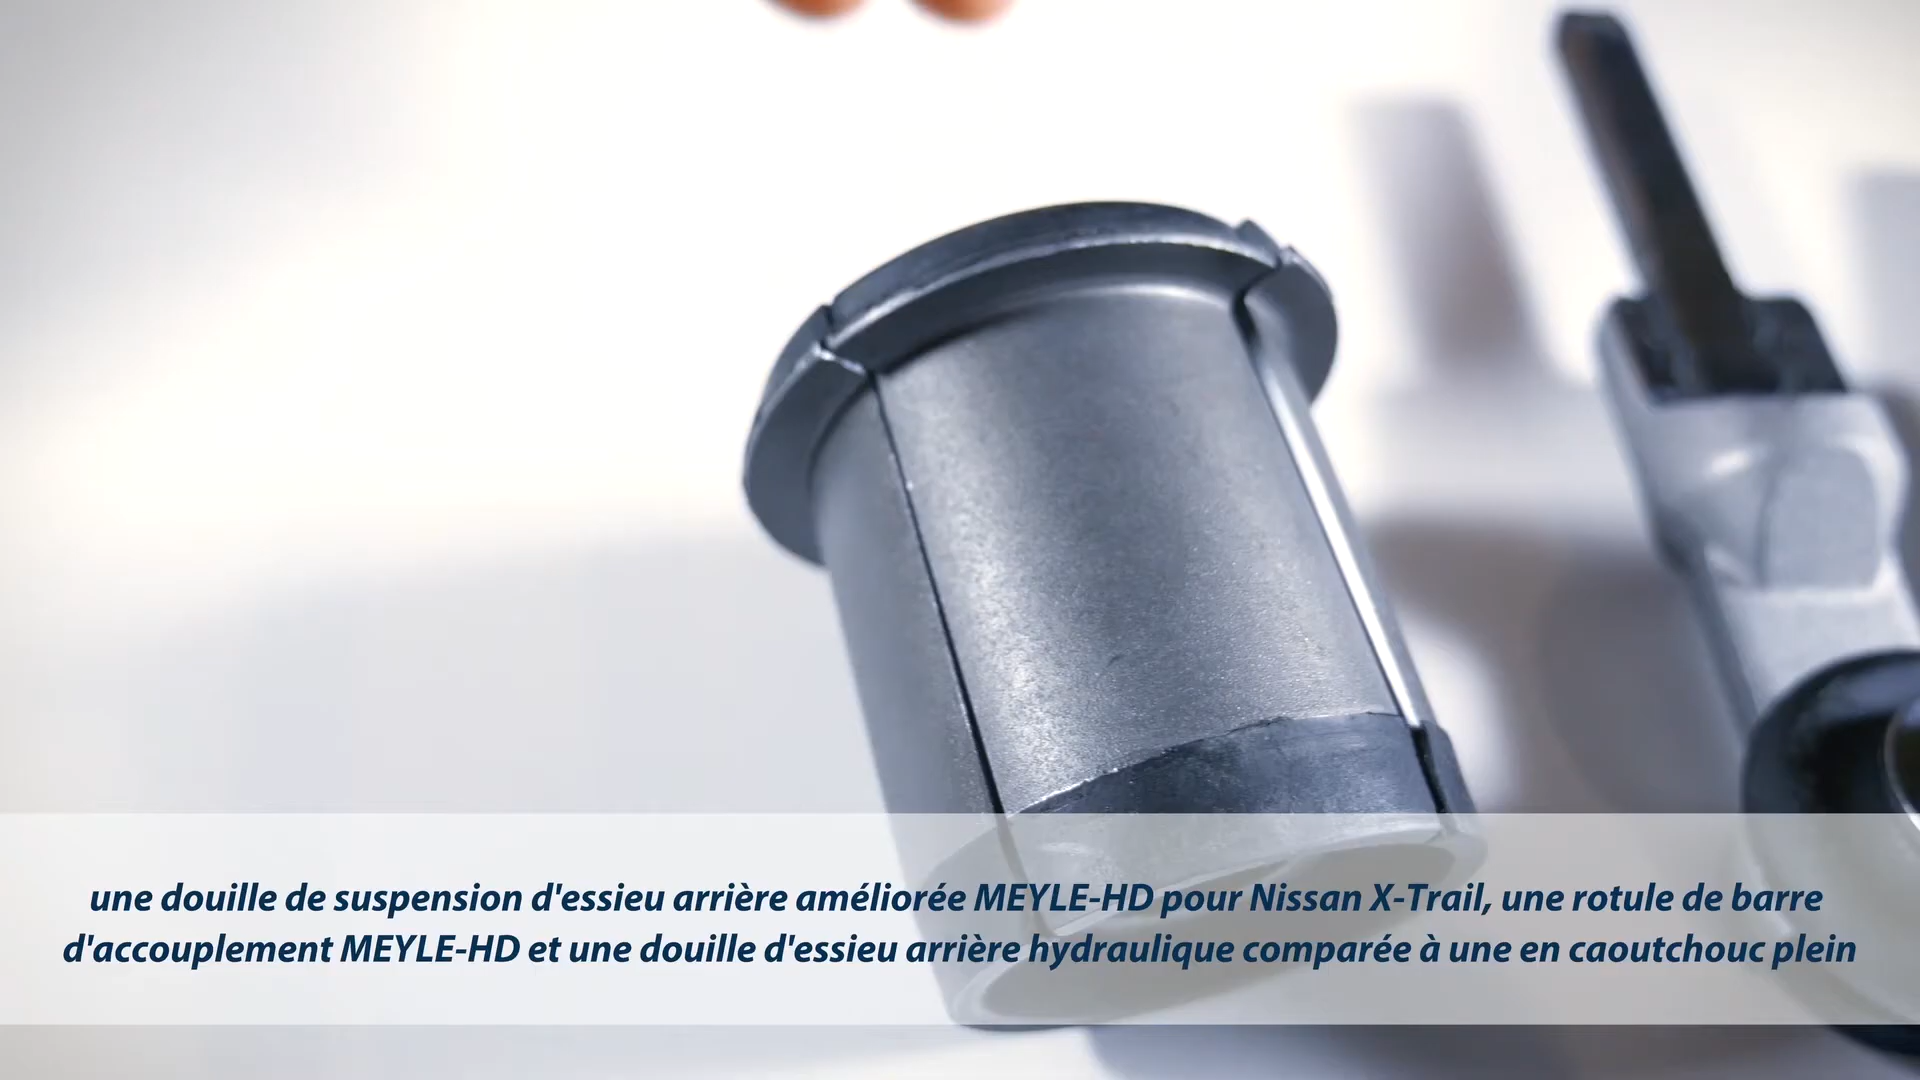 une douille de suspension d'essieu arrière améliorée MEYLE-HD pour Nissan X-Trail, une rotule de barre
d'accouplement MEYLE-HD et une douille d'essieu arrière hydraulique comparée à une en caoutchouc plein